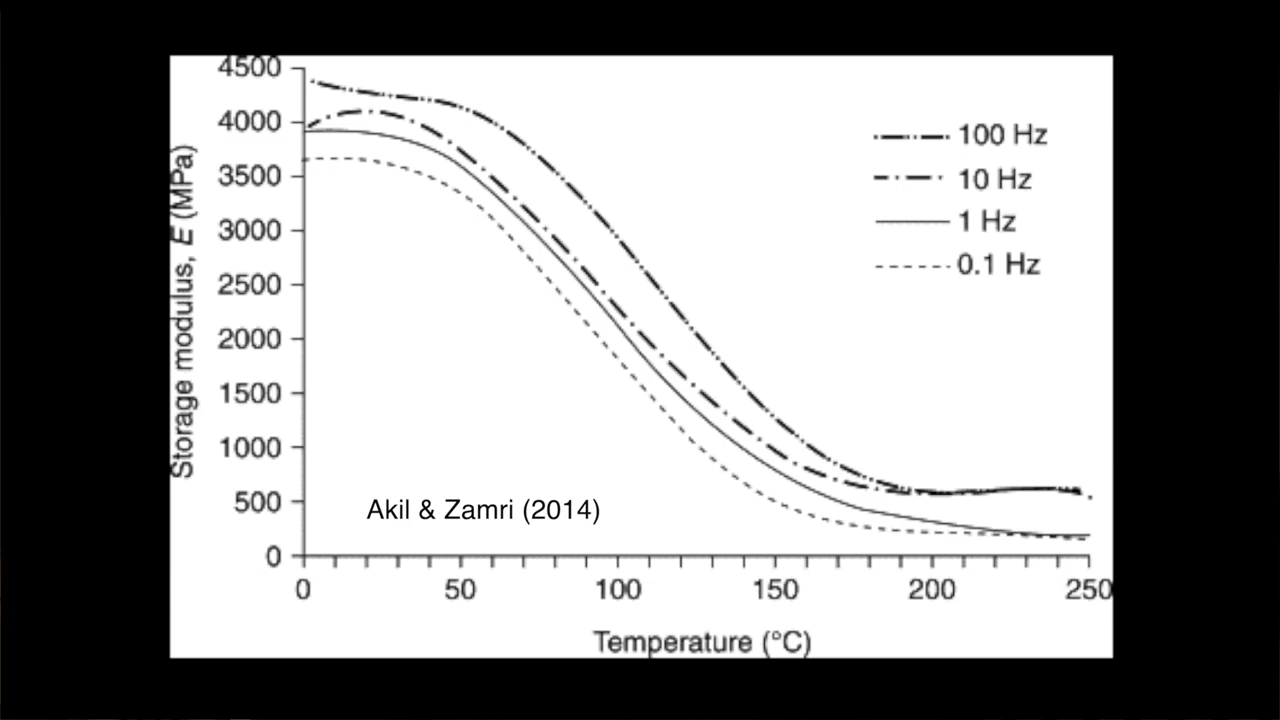 4500
4000
3500
3000
2500
2000
1500
1000
500
0
Storage modulus, E (MPa)
100 Hz
10 Hz
1 Hz
0.1 Hz
Akil & Zamri (2014)
0 50 100 150 200 250
Temperature (°C)